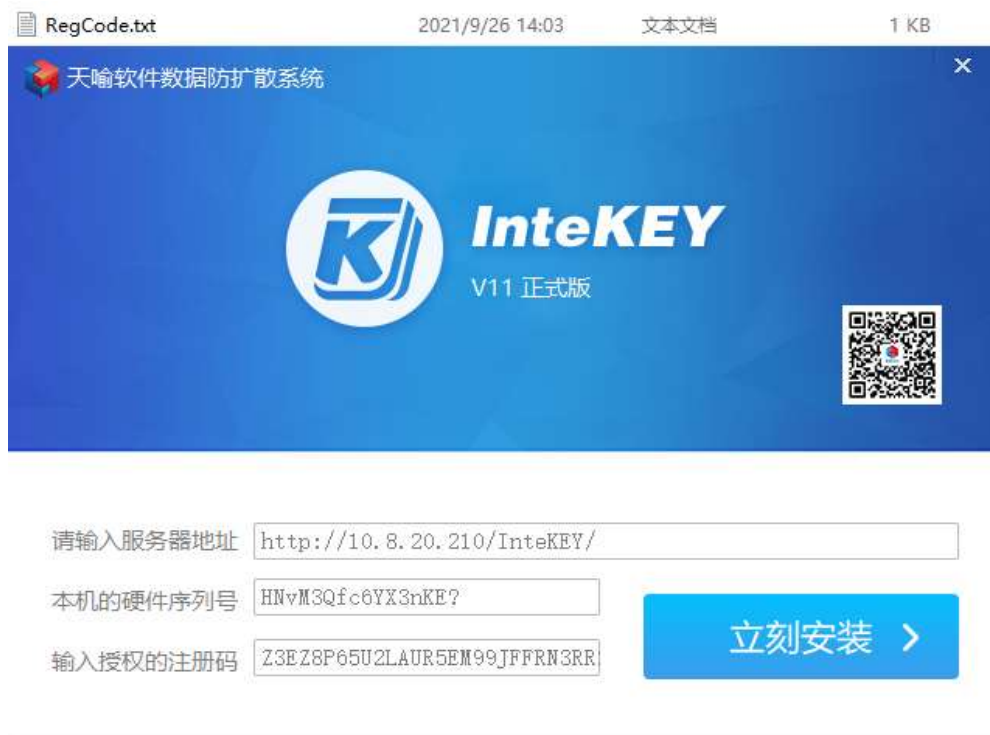 RegCode.txt 2021/9/26 14:03 文本文档 1 KB
天喻软件数据防扩散系统
InteKEY
V11 正式版
请输入服务器地址 http://10.8.20.210/InteKEY/
本机的硬件序列号 HNvM3Qfc6YX3nKE?
输入授权的注册码 Z3EZ8P65U2LAUR5EM99JFFRN3RR
立刻安装